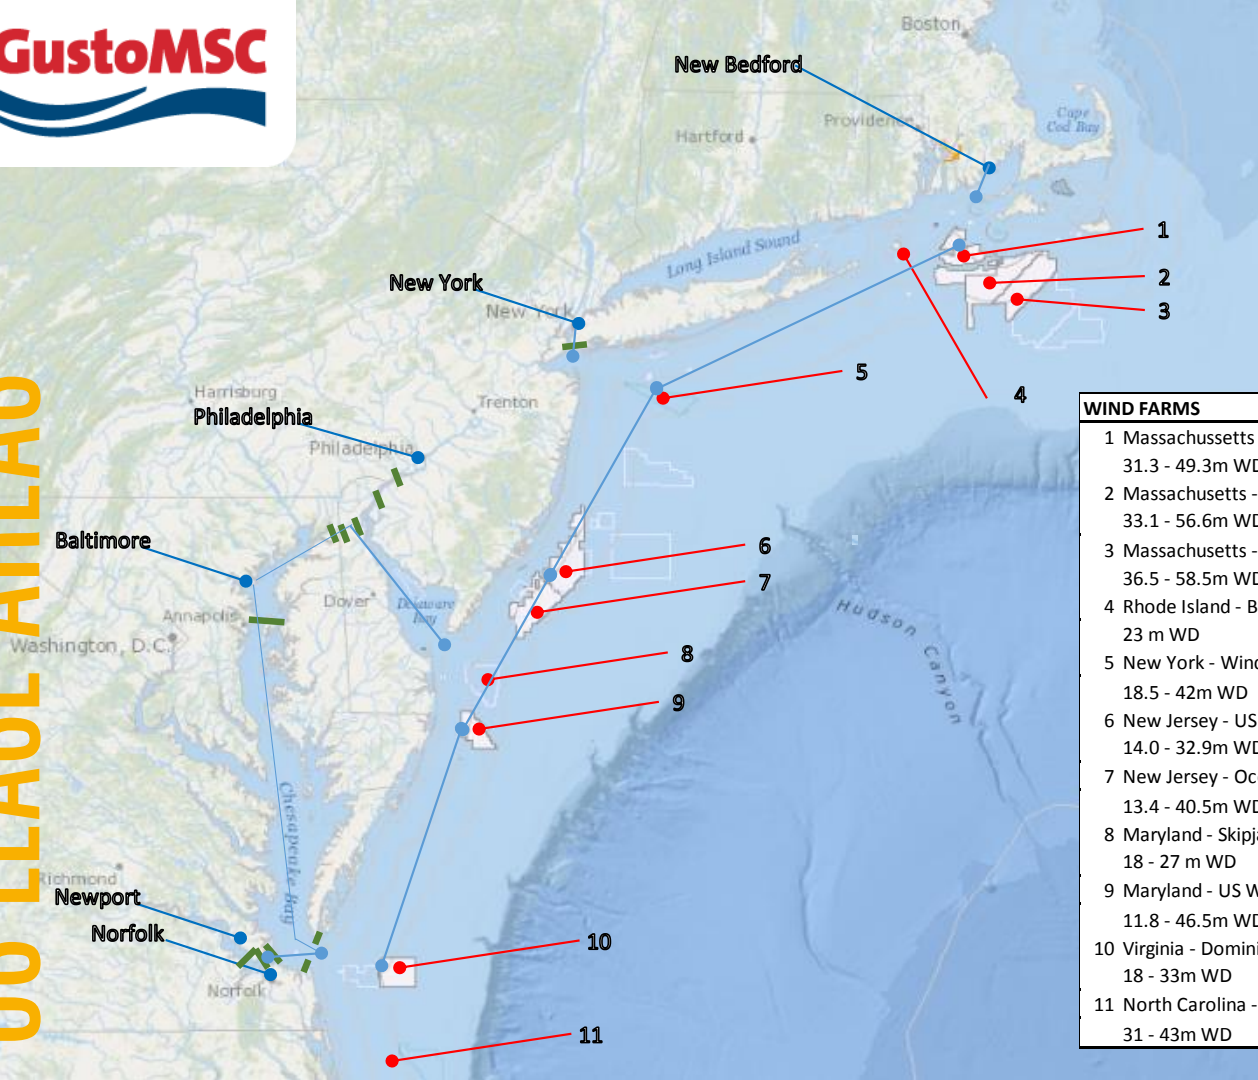 GustoMSC
Boston
New Bedford
Cape
Cod Bay
Providence
Hartford
1
Long Island Sound
2
New York
3
New York
5
Harrisburg
4
Trenton
Philadelphia
Philadelphia
Baltimore
6
7
Dover
Delaware
Bay
Annapolis
Washington, D.C.
Hudson Canyon
8
9
Chesapeake Bay
Richmond
Newport
Norfolk
10
Norfolk
11
WIND FARMS
1 Massachussetts
31.3 - 49.3m WD
2 Massachusetts -
33.1 - 56.6m WD
3 Massachusetts -
36.5 - 58.5m WD
4 Rhode Island - B
23 m WD
5 New York - Wind
18.5 - 42m WD
6 New Jersey - US
14.0 - 32.9m WD
7 New Jersey - Oc
13.4 - 40.5m WD
8 Maryland - Skipj
18 - 27 m WD
9 Maryland - US W
11.8 - 46.5m WD
10 Virginia - Domini
18 - 33m WD
11 North Carolina -
31 - 43m WD